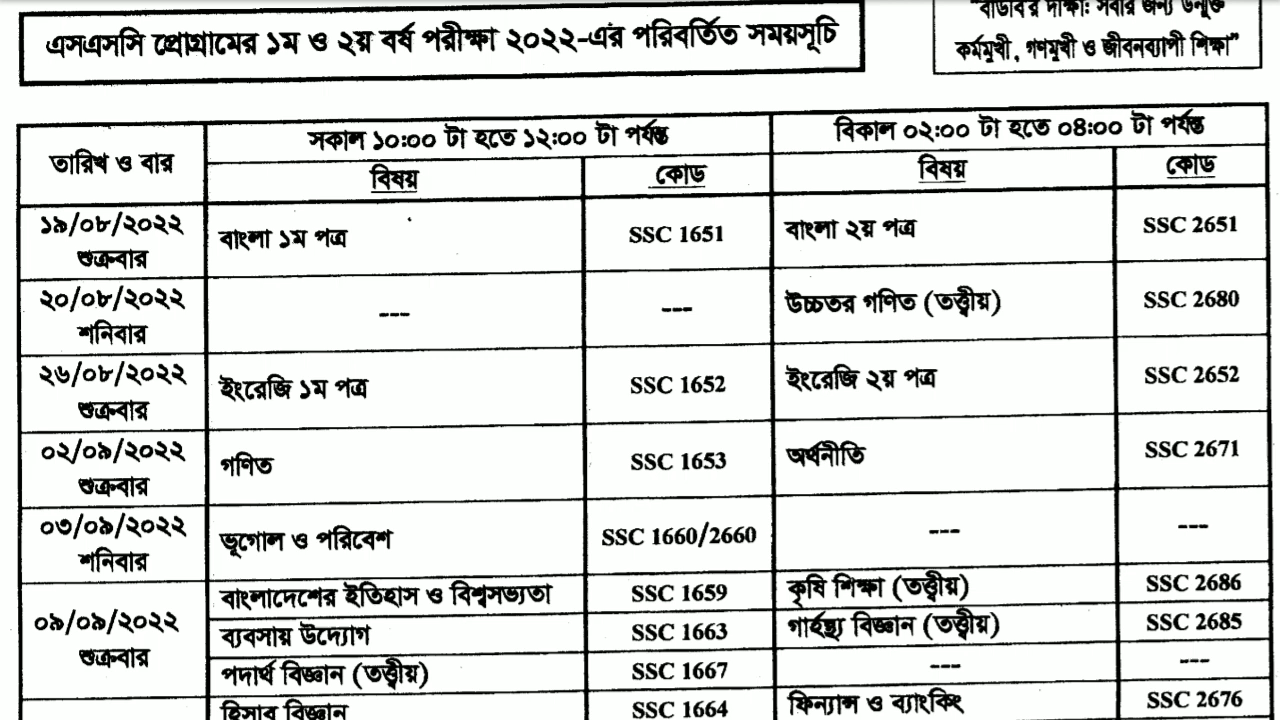 এসএসসি প্রোগ্রামের ১ম ও ২য় বর্ষ পরীক্ষা ২০২২-এর পরিবর্তিত সময়সূচি
"বাউবির দীক্ষা: সবার জন্য উন্মুক্ত
কর্মমুখী, গণমুখী ও জীবনব্যাপী শিক্ষা"
তারিখ ও বার
সকাল ১০:০০ টা হতে ১২:০০ টা পর্যন্ত
বিকাল ০২:০০ টা হতে ০৪:০০ টা পর্যন্ত
বিষয় কোড বিষয় কোড
১৯/০৮/২০২২ শুক্রবার বাংলা ১ম পত্র SSC 1651 বাংলা ২য় পত্র SSC 2651
২০/০৮/২০২২ শনিবার --- --- উচ্চতর গণিত (তত্ত্বীয়) SSC 2680
২৬/০৮/২০২২ শুক্রবার ইংরেজি ১ম পত্র SSC 1652 ইংরেজি ২য় পত্র SSC 2652
০২/০৯/২০২২ শুক্রবার গণিত SSC 1653 অর্থনীতি SSC 2671
০৩/০৯/২০২২ শনিবার ভূগোল ও পরিবেশ SSC 1660/2660 --- ---
০৯/০৯/২০২২ শুক্রবার বাংলাদেশের ইতিহাস ও বিশ্বসভ্যতা SSC 1659 কৃষি শিক্ষা (তত্ত্বীয়) SSC 2686
ব্যবসায় উদ্যোগ SSC 1663 গার্হস্থ্য বিজ্ঞান (তত্ত্বীয়) SSC 2685
পদার্থ বিজ্ঞান (তত্ত্বীয়) SSC 1667 --- ---
হিসাব বিজ্ঞান SSC 1664 ফিন্যান্স ও ব্যাংকিং SSC 2676